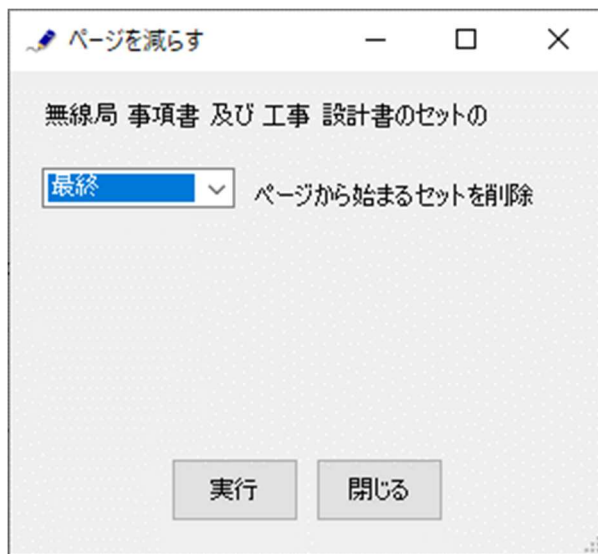 ページを減らす
無線局 事項書 及び 工事 設計書のセットの
最終 ページから始まるセットを削除
実行 閉じる